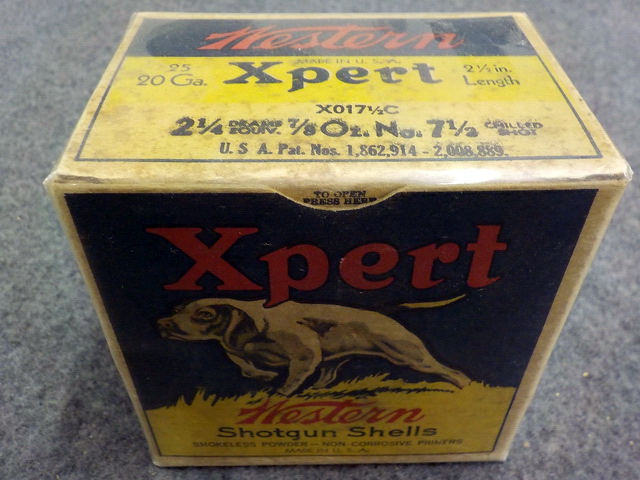 Western
MADE IN U.S.A.
25
20 Ga.
Xpert
2½ in.
Length
X017½C
2¼ DRAMS EQUIV. ⅞ Oz. No. 7½ CHILLED SHOT
U. S. A. Pat. Nos. 1,862,914 - 2,008,889.
TO OPEN
PRESS HERE
Xpert
Western
Shotgun Shells
SMOKELESS POWDER – NON-CORROSIVE PRIMERS
MADE IN U. S. A.